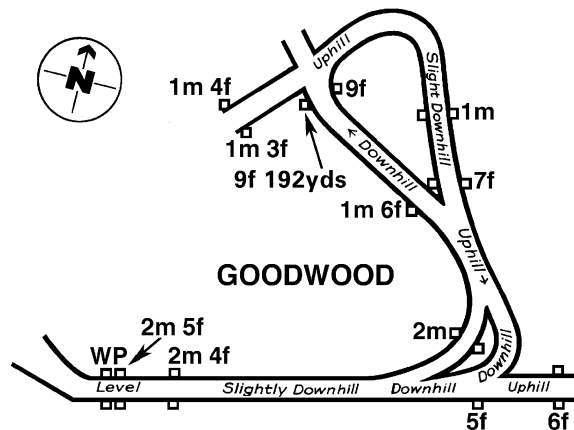 N
Uphill
1m 4f
9f
Slight Downhill
1m
1m 3f
Downhill
9f 192yds
7f
1m 6f
Uphill
GOODWOOD
2m 5f
2m
WP
2m 4f
Downhill
Level
Slightly Downhill
Downhill
Uphill
5f
6f